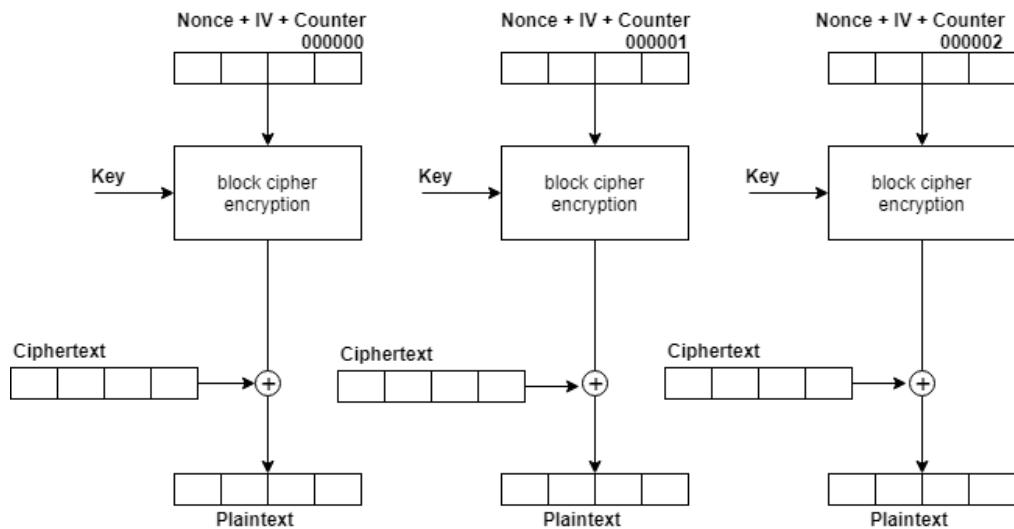 Nonce + IV + Counter
000000
Nonce + IV + Counter
000001
Nonce + IV + Counter
000002
Key
block cipher
encryption
Key
block cipher
encryption
Key
block cipher
encryption
Ciphertext
Ciphertext
Ciphertext
Plaintext
Plaintext
Plaintext